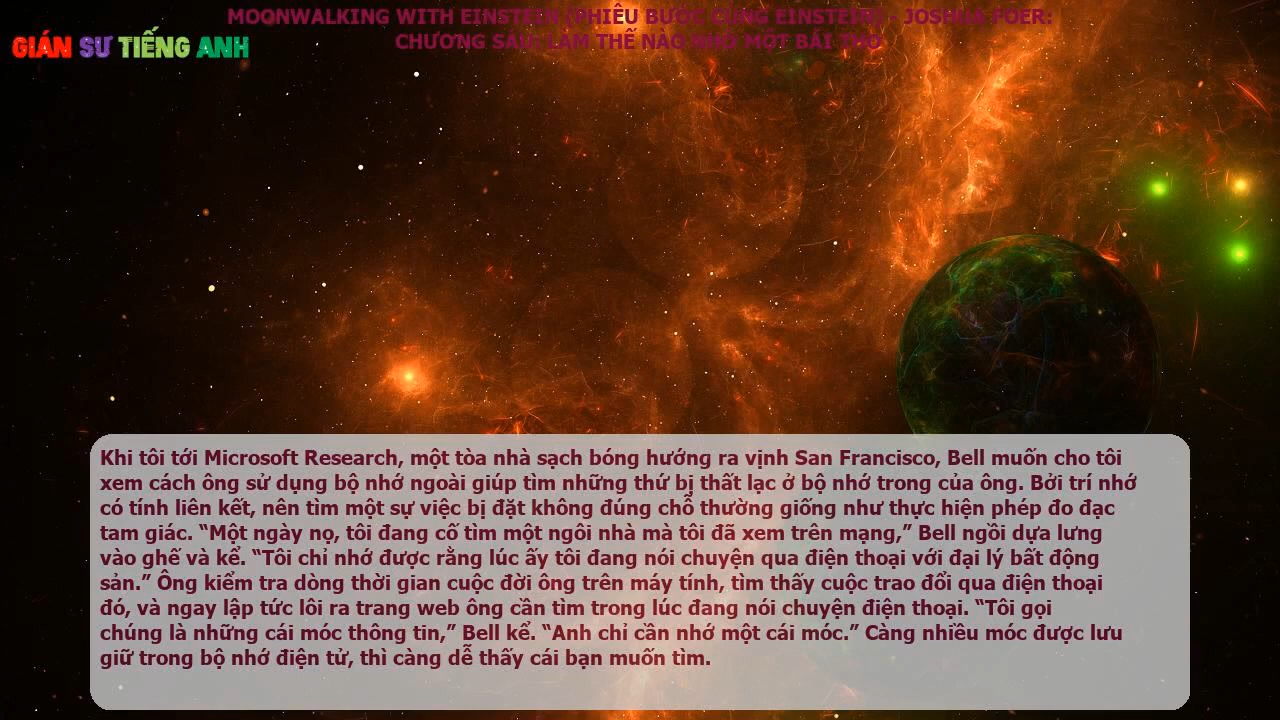 MOONWALKING WITH EINSTEIN (PHIÊU BƯỚC CÙNG EINSTEIN) - JOSHUA FOER:
CHƯƠNG SÁU: LÀM THẾ NÀO NHỚ MỘT BÀI THƠ
GIÁN SƯ TIẾNG ANH
Khi tôi tới Microsoft Research, một tòa nhà sạch bóng hướng ra vịnh San Francisco, Bell muốn cho tôi
xem cách ông sử dụng bộ nhớ ngoài giúp tìm những thứ bị thất lạc ở bộ nhớ trong của ông. Bởi trí nhớ
có tính liên kết, nên tìm một sự việc bị đặt không đúng chỗ thường giống như thực hiện phép đo đạc
tam giác. “Một ngày nọ, tôi đang cố tìm một ngôi nhà mà tôi đã xem trên mạng,” Bell ngồi dựa lưng
vào ghế và kể. “Tôi chỉ nhớ được rằng lúc ấy tôi đang nói chuyện qua điện thoại với đại lý bất động
sản.” Ông kiểm tra dòng thời gian cuộc đời ông trên máy tính, tìm thấy cuộc trao đổi qua điện thoại
đó, và ngay lập tức lôi ra trang web ông cần tìm trong lúc đang nói chuyện điện thoại. “Tôi gọi
chúng là những cái móc thông tin,” Bell kể. “Anh chỉ cần nhớ một cái móc.” Càng nhiều móc được lưu
giữ trong bộ nhớ điện tử, thì càng dễ thấy cái bạn muốn tìm.